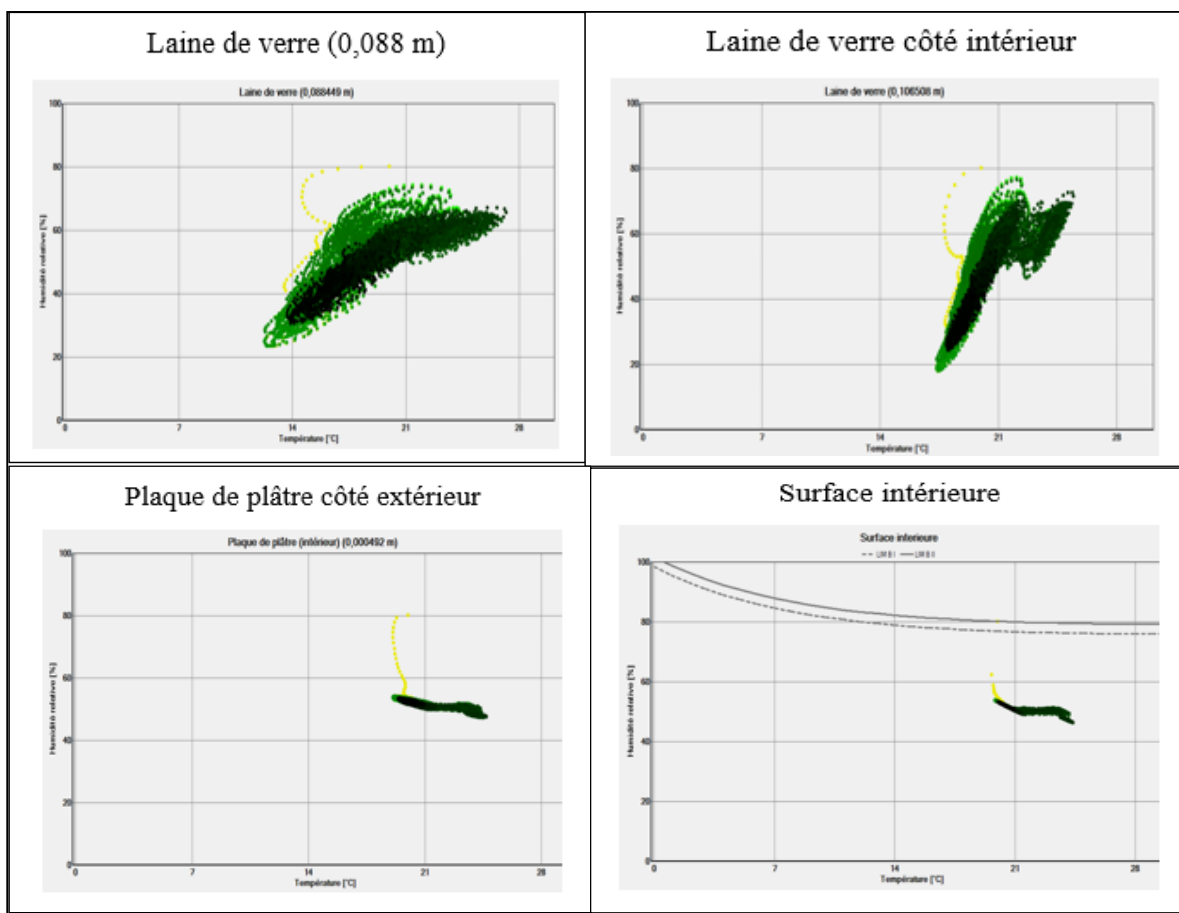 Laine de verre (0,088 m)
Laine de verre (0,088449 m)
100
80
60
40
20
0
Humidité relative [%]
0 7 14 21 28
Température [°C]
Laine de verre côté intérieur
Laine de verre (0,106508 m)
100
80
60
40
20
0
Humidité relative [%]
0 7 14 21 28
Température [°C]
Plaque de plâtre côté extérieur
Plaque de plâtre (intérieur) (0,000492 m)
100
80
60
40
20
0
Humidité relative [%]
0 7 14 21 28
Température [°C]
Surface intérieure
Surface interieure
LIM B I LIM B II
100
80
60
40
20
0
Humidité relative [%]
0 7 14 21 28
Température [°C]